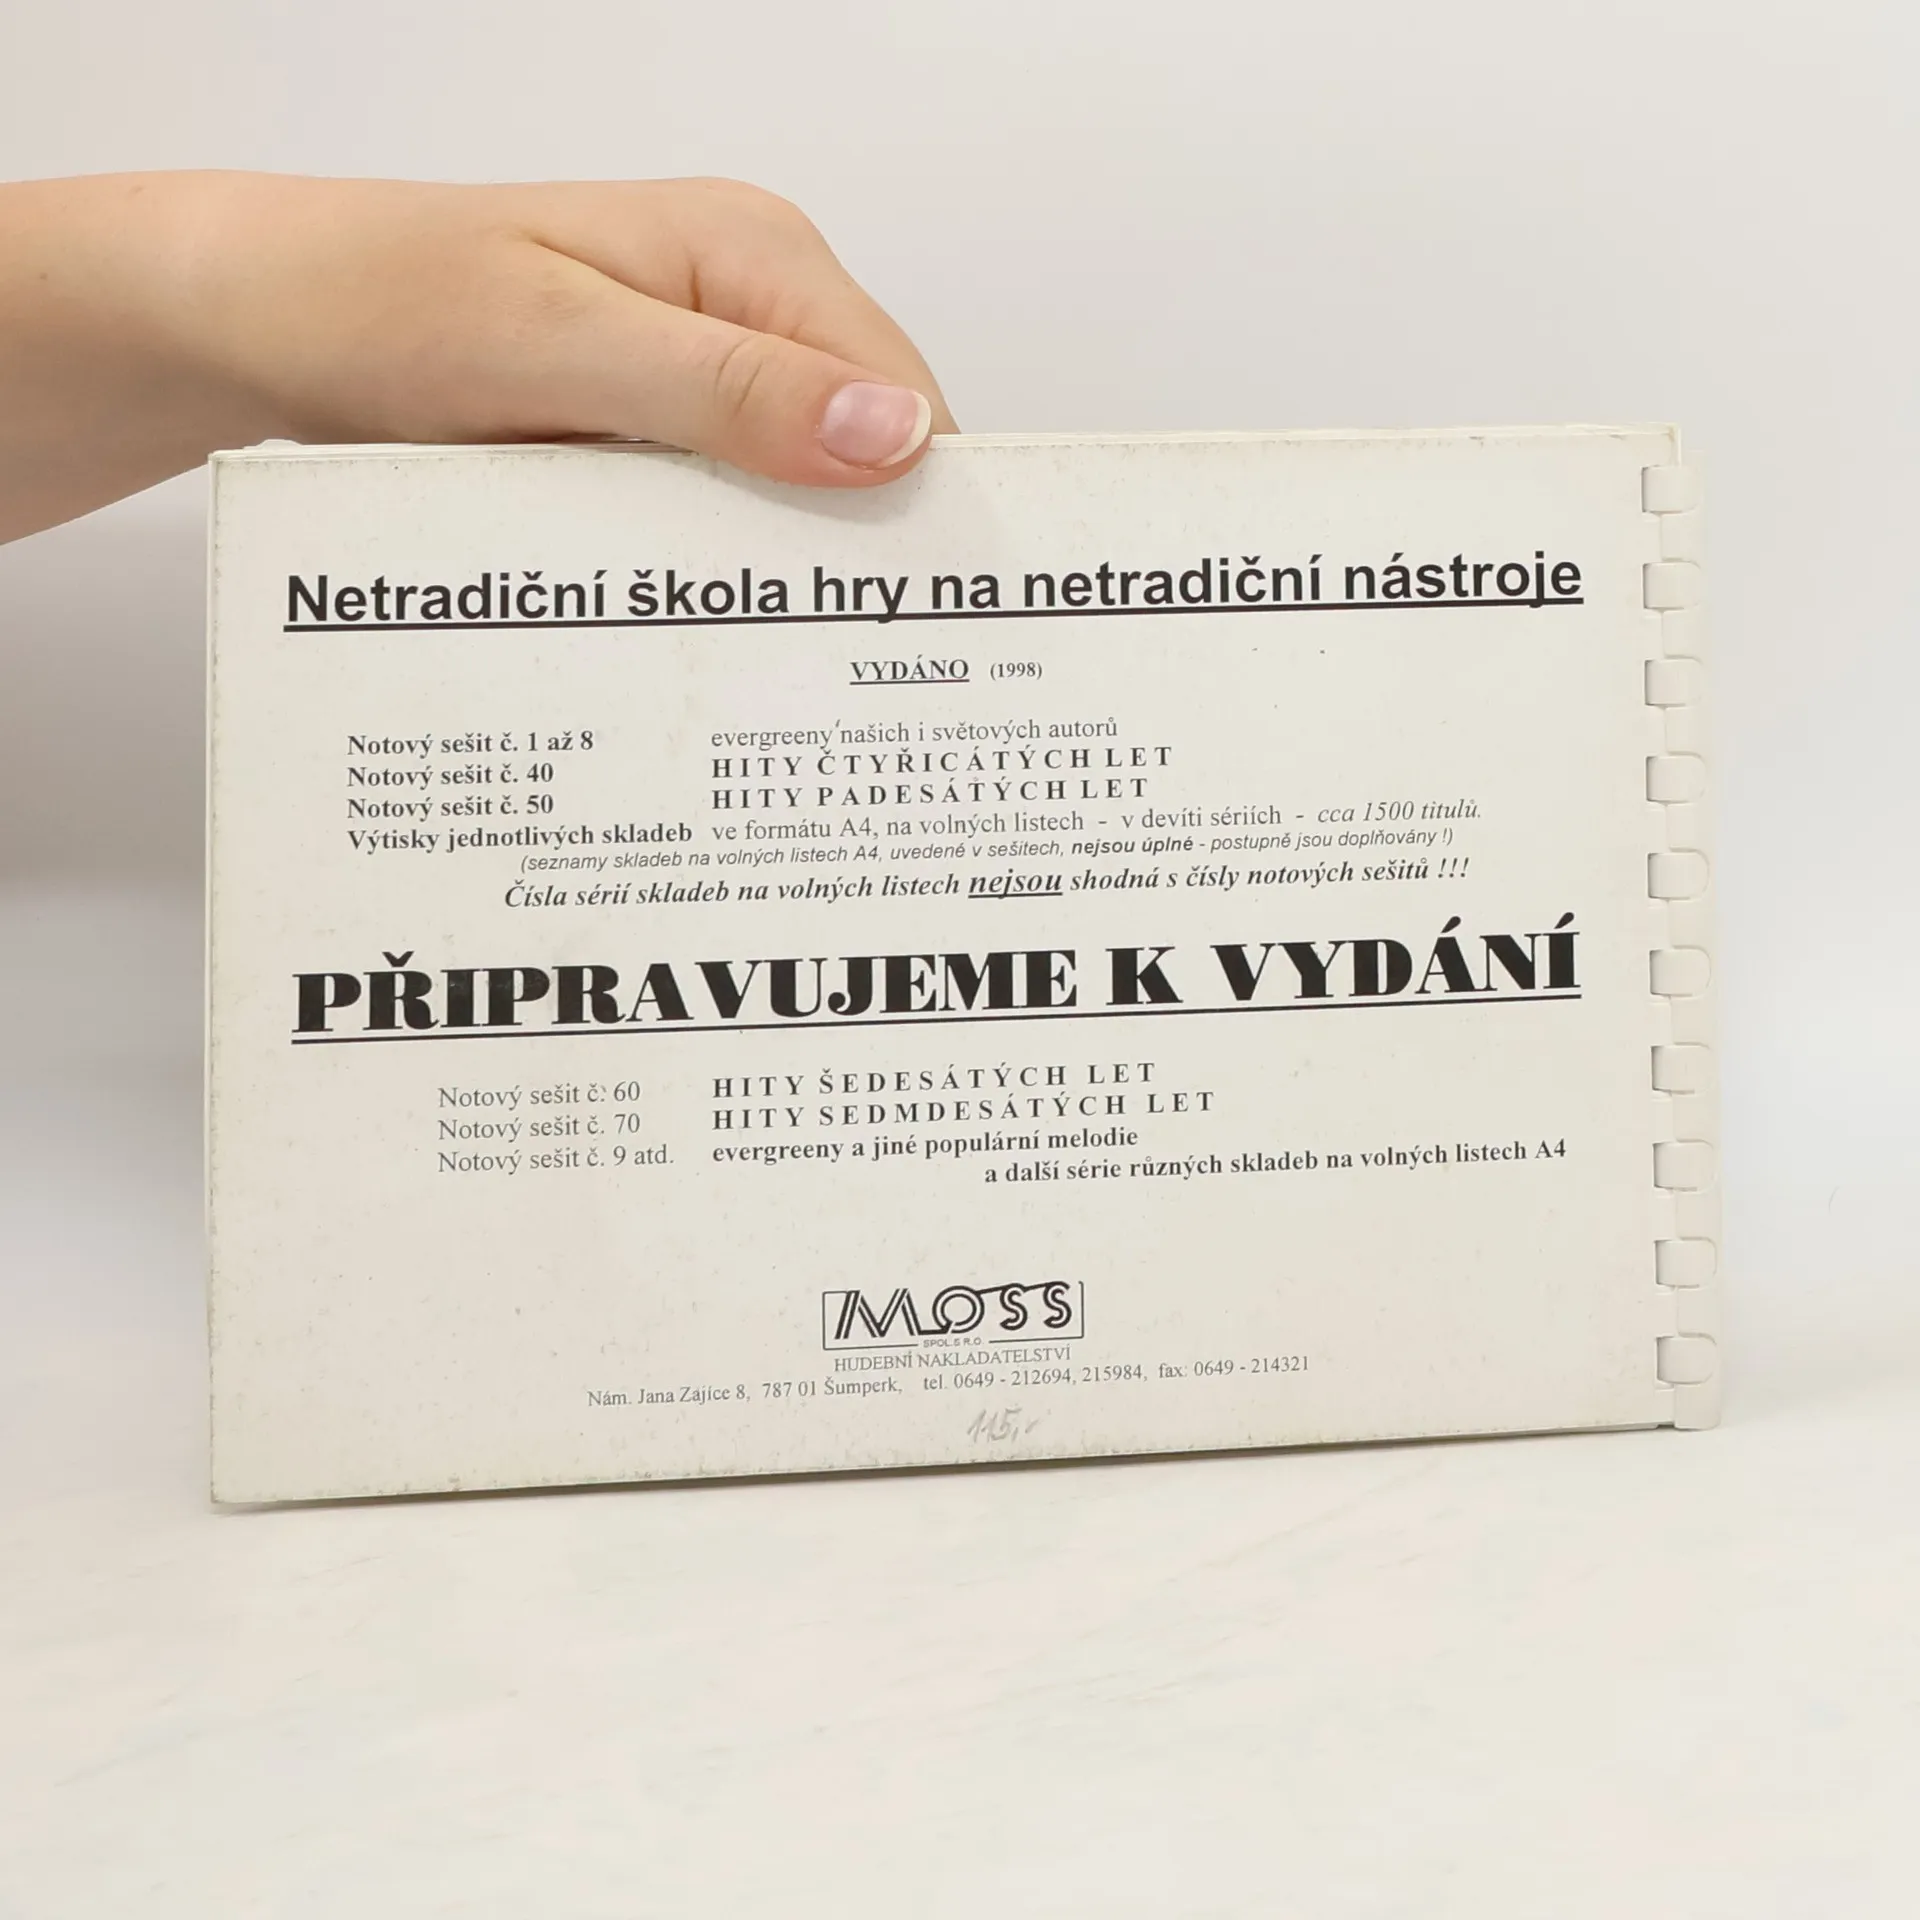 Netradiční škola hry na netradiční nástroje
VYDÁNO (1998)
Notový sešit č. 1 až 8 evergreeny našich i světových autorů
Notový sešit č. 40 HITY ČTYŘICÁTÝCH LET
Notový sešit č. 50 HITY PADESÁTÝCH LET
Výtisky jednotlivých skladeb ve formátu A4, na volných listech - v devíti sériích - cca 1500 titulů.
(seznamy skladeb na volných listech A4, uvedené v sešitech, nejsou úplné - postupně jsou doplňovány !)
Čísla sérií skladeb na volných listech nejsou shodná s čísly notových sešitů !!!
PŘIPRAVUJEME K VYDÁNÍ
Notový sešit č. 60 HITY ŠEDESÁTÝCH LET
Notový sešit č. 70 HITY SEDMDESÁTÝCH LET
Notový sešit č. 9 atd. evergreeny a jiné populární melodie
a další série různých skladeb na volných listech A4
MOSS
SPOL.S R.O.
HUDEBNÍ NAKLADATELSTVÍ
Nám. Jana Zajíce 8, 787 01 Šumperk, tel. 0649 - 212694, 215984, fax: 0649 - 214321
115,-